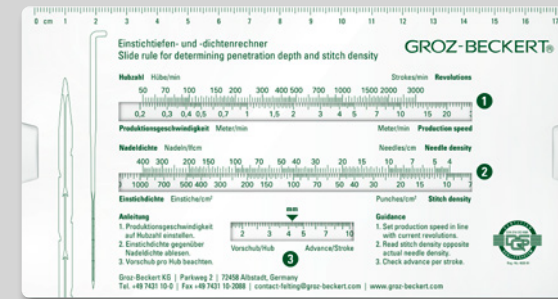 0 cm 1 2 3 4 5 6 7 8 9 10 11 12 13 14 15 16
Einstichtiefen- und -dichtenrechner
Slide rule for determining penetration depth and stitch density
GROZ-BECKERT®
Hubzahl Hübe/min Strokes/min Revolutions
50 70 100 150 200 300 400 500 700 1000 1500 2000 3000
0,2 0,3 0,4 0,5 0,7 1 1,5 2 3 4 5 7 10 15 20
1
Produktionsgeschwindigkeit Meter/min Meter/min Production speed
Nadeldichte Nadeln/lfcm Needles/cm Needle density
400 300 200 150 100 70 50 40 30 20 15 10 7 5 4
1000 700 500 400 300 200 150 100 70 50 40 30 20 15 10
2
Einstichdichte Einstiche/cm² Punches/cm² Stitch density
Anleitung
1. Produktionsgeschwindigkeit
auf Hubzahl einstellen.
2. Einstichdichte gegenüber
Nadeldichte ablesen.
3. Vorschub pro Hub beachten.
mm
2 3 4 5 7 10
Vorschub/Hub Advance/Stroke
3
Guidance
1. Set production speed in line
with current revolutions.
2. Read stitch density opposite
actual needle density.
3. Check advance per stroke.
Groz-Beckert KG | Parkweg 2 | 72458 Albstadt, Germany
Tel. +49 7431 10-0 | Fax +49 7431 10-2088 | contact-felting@groz-beckert.com | www.groz-beckert.com